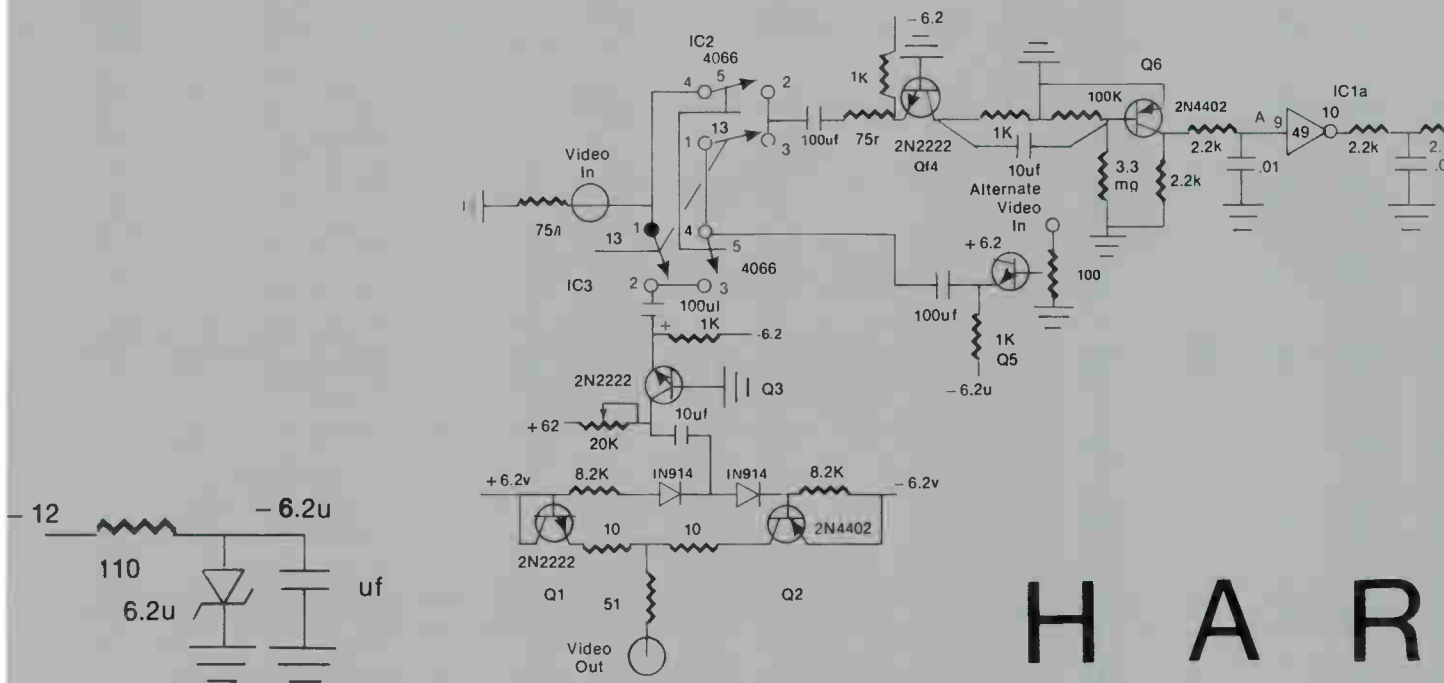 - 6.2
IC2
4066
Q6
4 5 2
1K
100K
IC1a
2N4402
13
A 9 49 10
1 3
100uf 75r
2N2222
Qf4
1K
10uf
2.2k
2.2k
2.
.01
.0
3.3
mg
2.2k
Video
In
Alternate
Video
In
75/l
1
13
4
5
4066
+ 6.2
100
IC3
2 3
100ul
100uf
1K
Q5
- 6.2u
+
1K
-6.2
2N2222
Q3
10uf
+ 62
20K
+ 6.2v
8.2K
IN914
IN914
8.2K
- 6.2v
2N2222
10
10
2N4402
Q1
51
Q2
Video
Out
- 12
- 6.2u
110
6.2u
uf
H A R